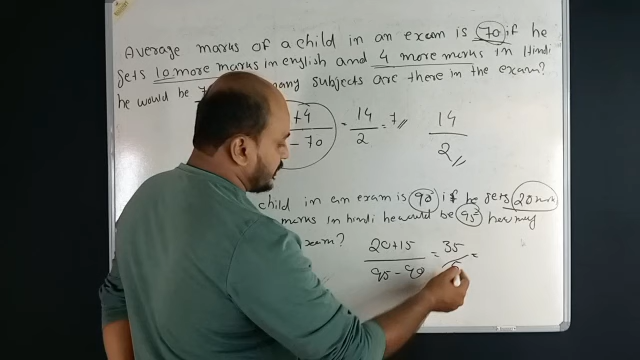 Average marks of a child in an exam is 70 if he
gets 10 more marks in english and 4 more marks in Hindi
he would be 7 many subjects are there in the exam?
+4 = 14 = 7 14
- 70 2 2
child in an exam is 90 if he gets 20 more
marks in hindi he would be 95 how many
exam?
20+15 = 35 =
95-90